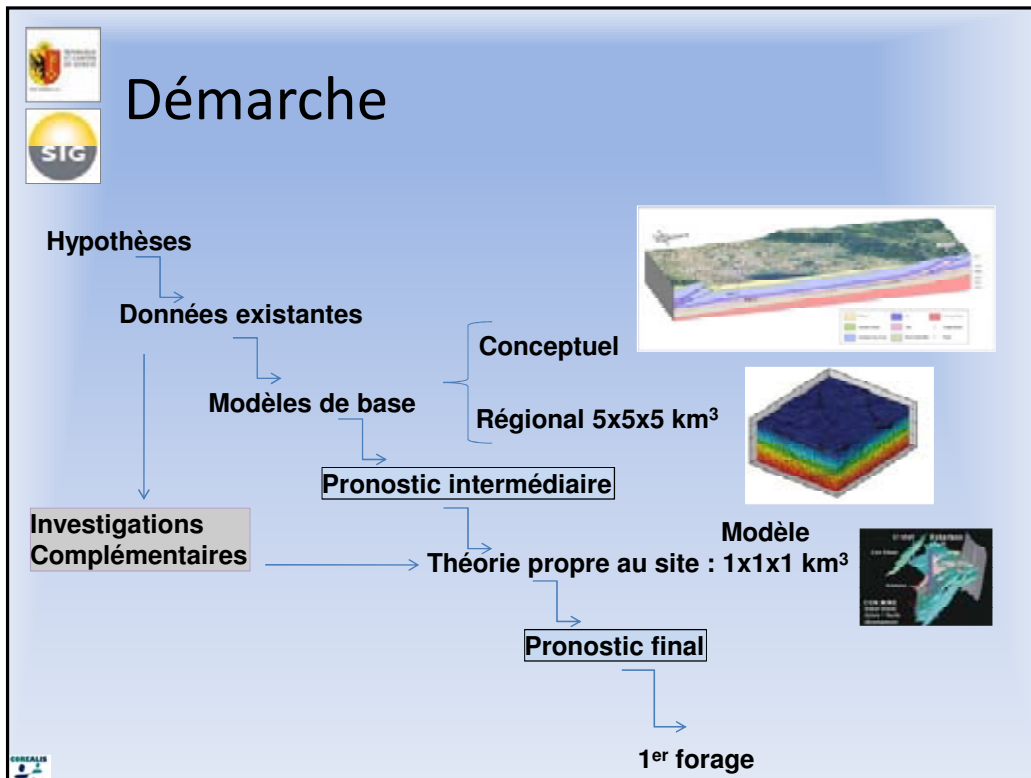 Démarche
SIG
Hypothèses
Données existantes
Conceptuel
Modèles de base
Régional 5x5x5 km³
Pronostic intermédiaire
Investigations
Complémentaires
Modèle
Théorie propre au site : 1x1x1 km³
Pronostic final
1er forage
COREALIS